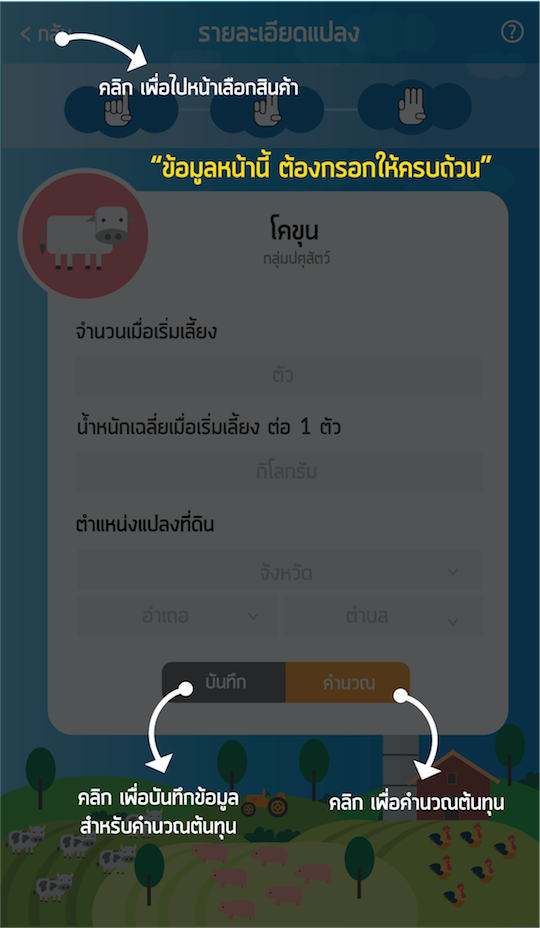 < กลับ
รายละเอียดแปลง
?
คลิก เพื่อไปหน้าเลือกสินค้า
“ข้อมูลหน้านี้ ต้องกรอกให้ครบถ้วน”
โคขุน
กลุ่มปศุสัตว์
จำนวนเมื่อเริ่มเลี้ยง
ตัว
น้ำหนักเฉลี่ยเมื่อเริ่มเลี้ยง ต่อ 1 ตัว
กิโลกรัม
ตำแหน่งแปลงที่ดิน
จังหวัด
อำเภอ ตำบล
บันทึก คำนวณ
คลิก เพื่อบันทึกข้อมูล
สำหรับคำนวณต้นทุน
คลิก เพื่อคำนวณต้นทุน